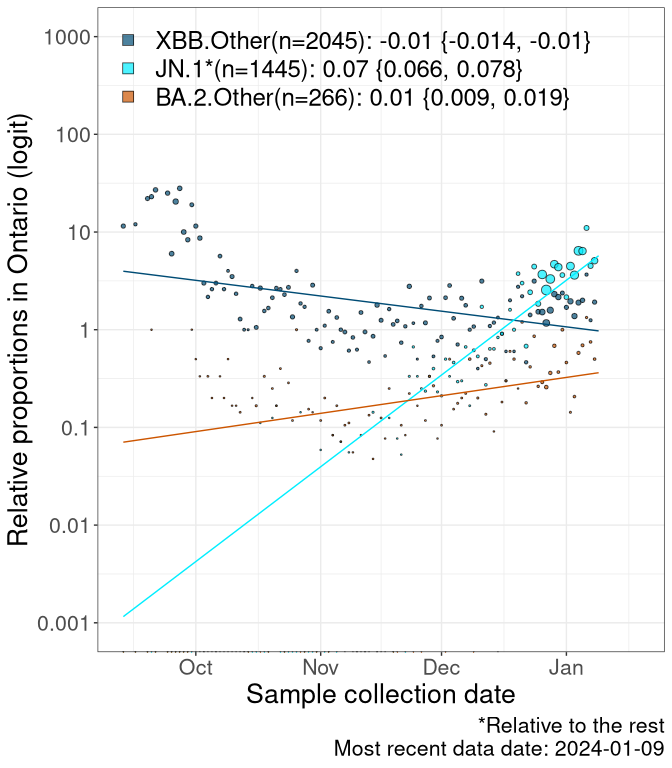 XBB.Other(n=2045): -0.01 {-0.014, -0.01}
JN.1*(n=1445): 0.07 {0.066, 0.078}
BA.2.Other(n=266): 0.01 {0.009, 0.019}
Relative proportions in Ontario (logit)
1000
100
10
1
0.1
0.01
0.001
Oct Nov Dec Jan
Sample collection date
*Relative to the rest
Most recent data date: 2024-01-09